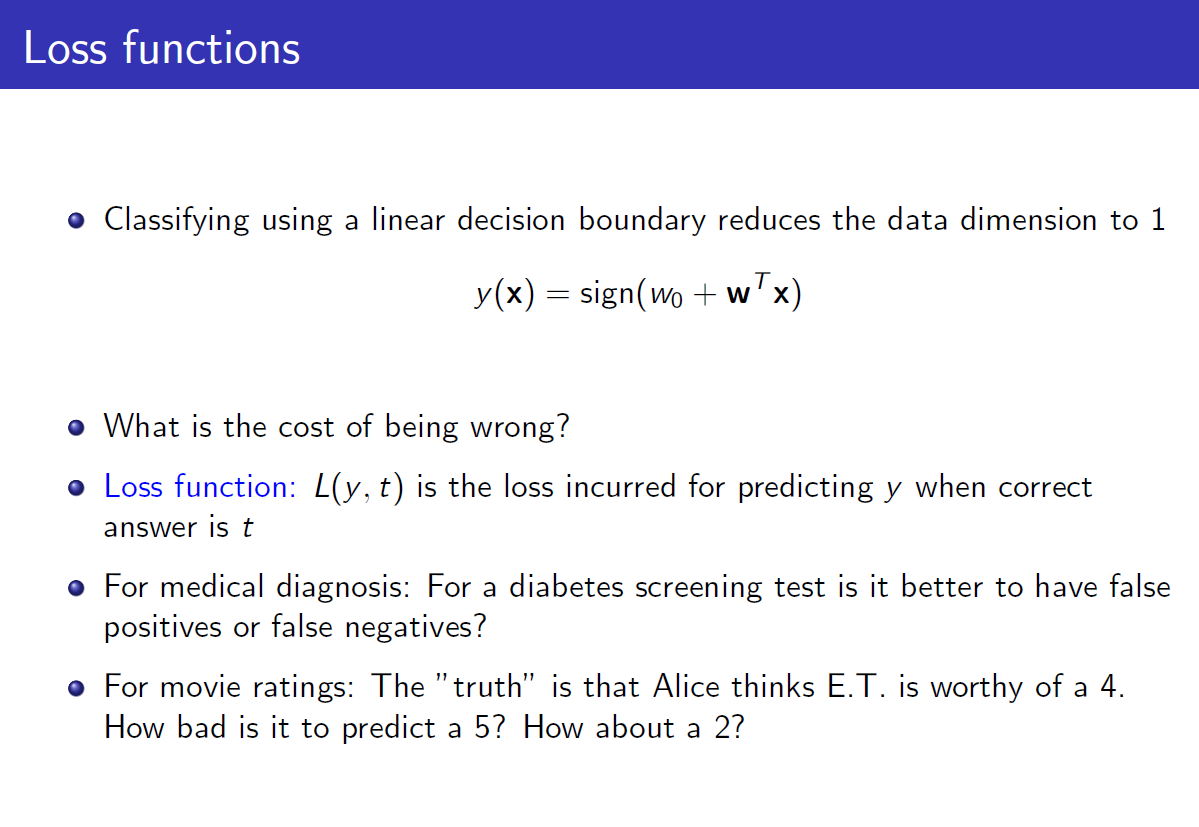 Loss functions
Classifying using a linear decision boundary reduces the data dimension to 1
y(x) = sign(w₀ + wᵀx)
What is the cost of being wrong?
Loss function: L(y, t) is the loss incurred for predicting y when correct
answer is t
For medical diagnosis: For a diabetes screening test is it better to have false
positives or false negatives?
For movie ratings: The ”truth” is that Alice thinks E.T. is worthy of a 4.
How bad is it to predict a 5? How about a 2?